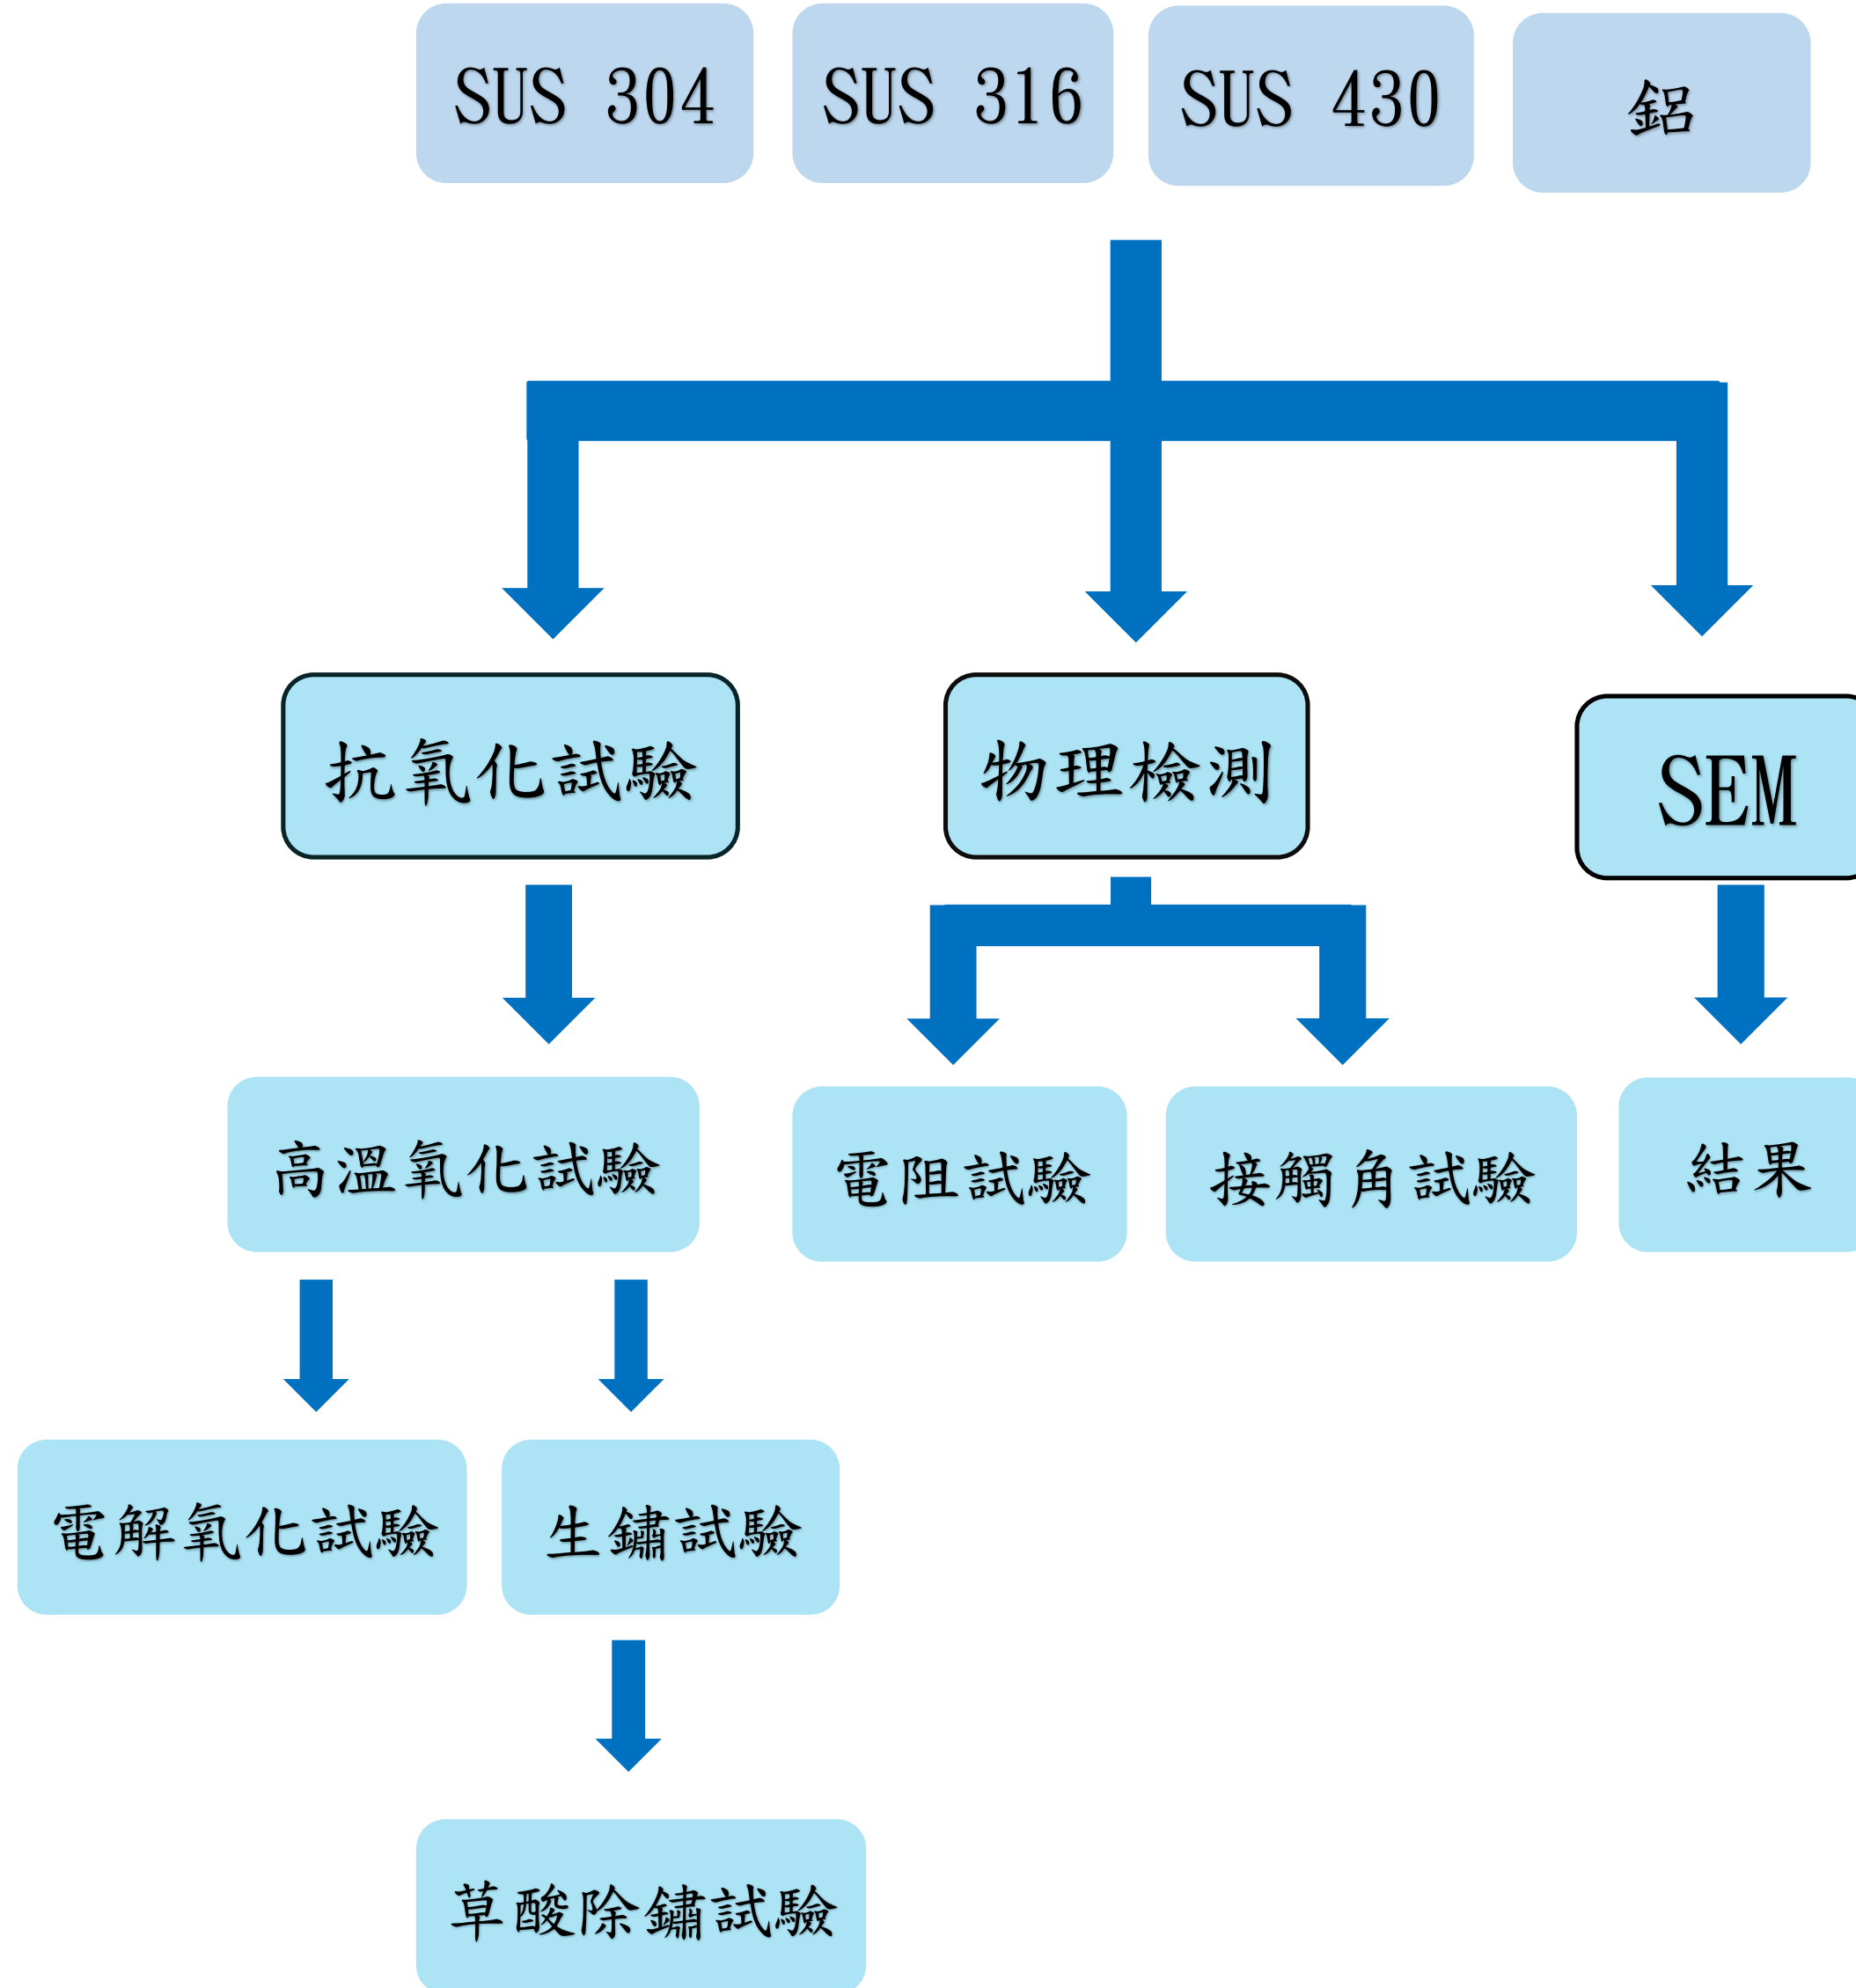 SUS 304
SUS 316
SUS 430
鋁
抗氧化試驗
物理檢測
SEM
高溫氧化試驗
電阻試驗
接觸角試驗
結果
電解氧化試驗
生鏽試驗
草酸除鏽試驗